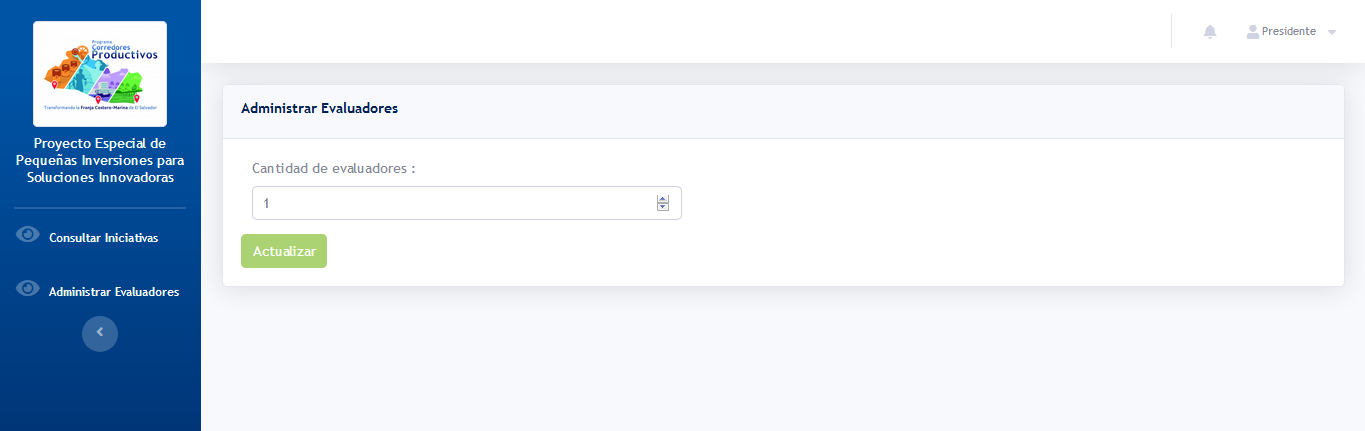 Programa
Corredores
Productivos
Transformando la Franja Costero-Marina de El Salvador
Proyecto Especial de
Pequeñas Inversiones para
Soluciones Innovadoras
Consultar Iniciativas
Administrar Evaluadores
Presidente
Administrar Evaluadores
Cantidad de evaluadores :
1
Actualizar